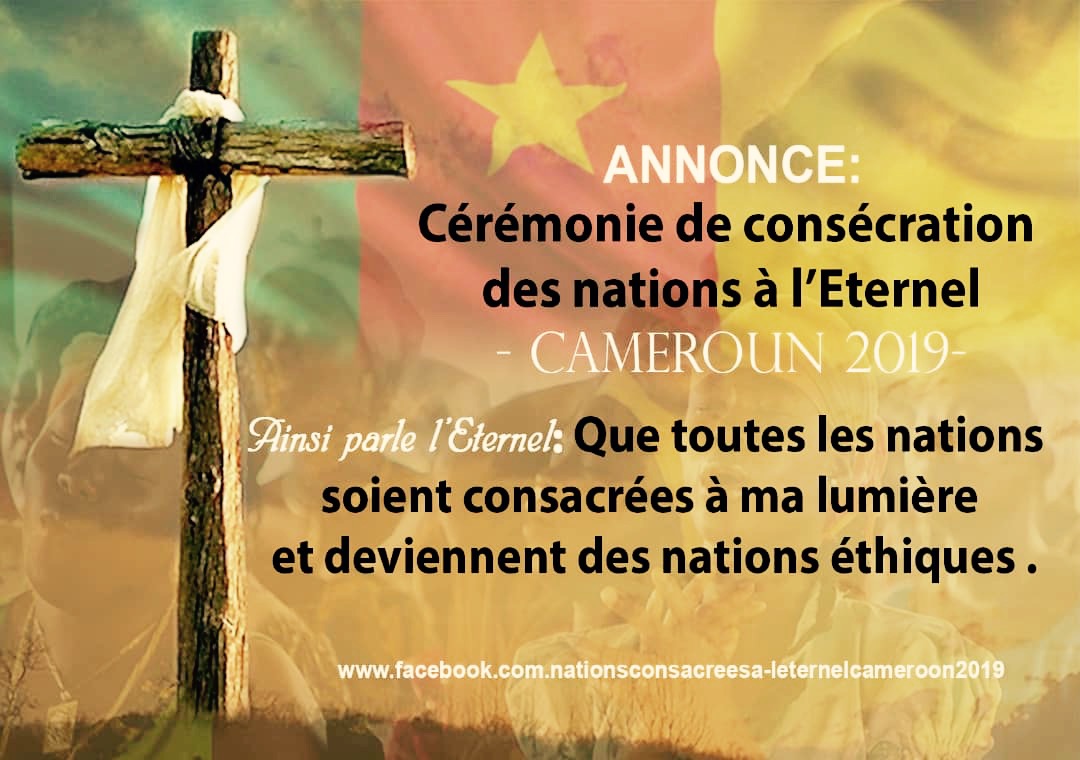 ANNONCE:
Cérémonie de consécration
des nations à l'Eternel
- CAMEROUN 2019-
Ainsi parle l'Eternel: Que toutes les nations
soient consacrées à ma lumière
et deviennent des nations éthiques .
www.facebook.com.nationsconsacreesa-leternelcameroon2019